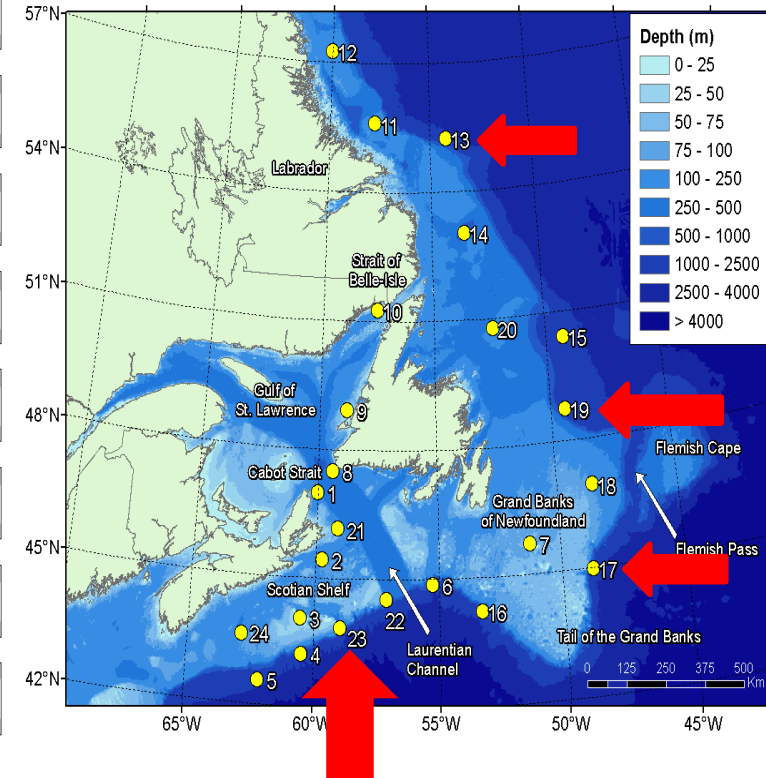 57°N
54°N
51°N
48°N
45°N
42°N
65°W
60°W
55°W
50°W
45°W
Depth (m)
0 - 25
25 - 50
50 - 75
75 - 100
100 - 250
250 - 500
500 - 1000
1000 - 2500
2500 - 4000
> 4000
12
11
13
Labrador
14
Strait of
Belle-Isle
10
20
15
Gulf of
St. Lawrence
9
19
Flemish Cape
Cabot Strait
8
1
18
Grand Banks
of Newfoundland
21
7
Flemish Pass
2
17
Scotian Shelf
6
3
22
16
24
23
Tail of the Grand Banks
4
Laurentian
Channel
5
0 125 250 375 500
Km